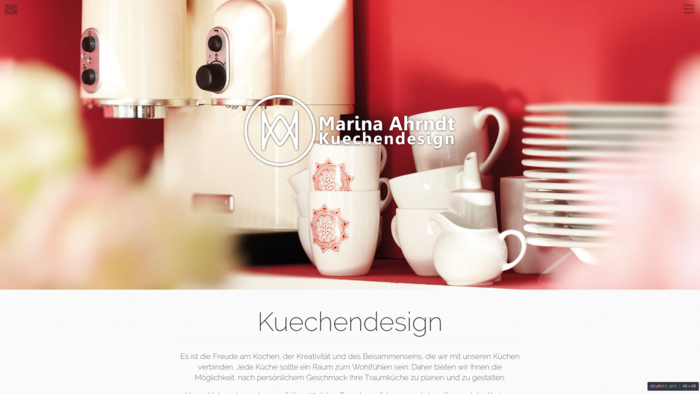 Marina Ahrndt
Kuechendesign
Kuechendesign
Es ist die Freude am Kochen, der Kreativität und des Beisammenseins, die wir mit unseren Küchen
verbinden. Jede Küche sollte ein Raum zum Wohlfühlen sein. Daher bieten wir Ihnen die
Möglichkeit, nach persönlichem Geschmack Ihre Traumküche zu planen und zu gestalten.